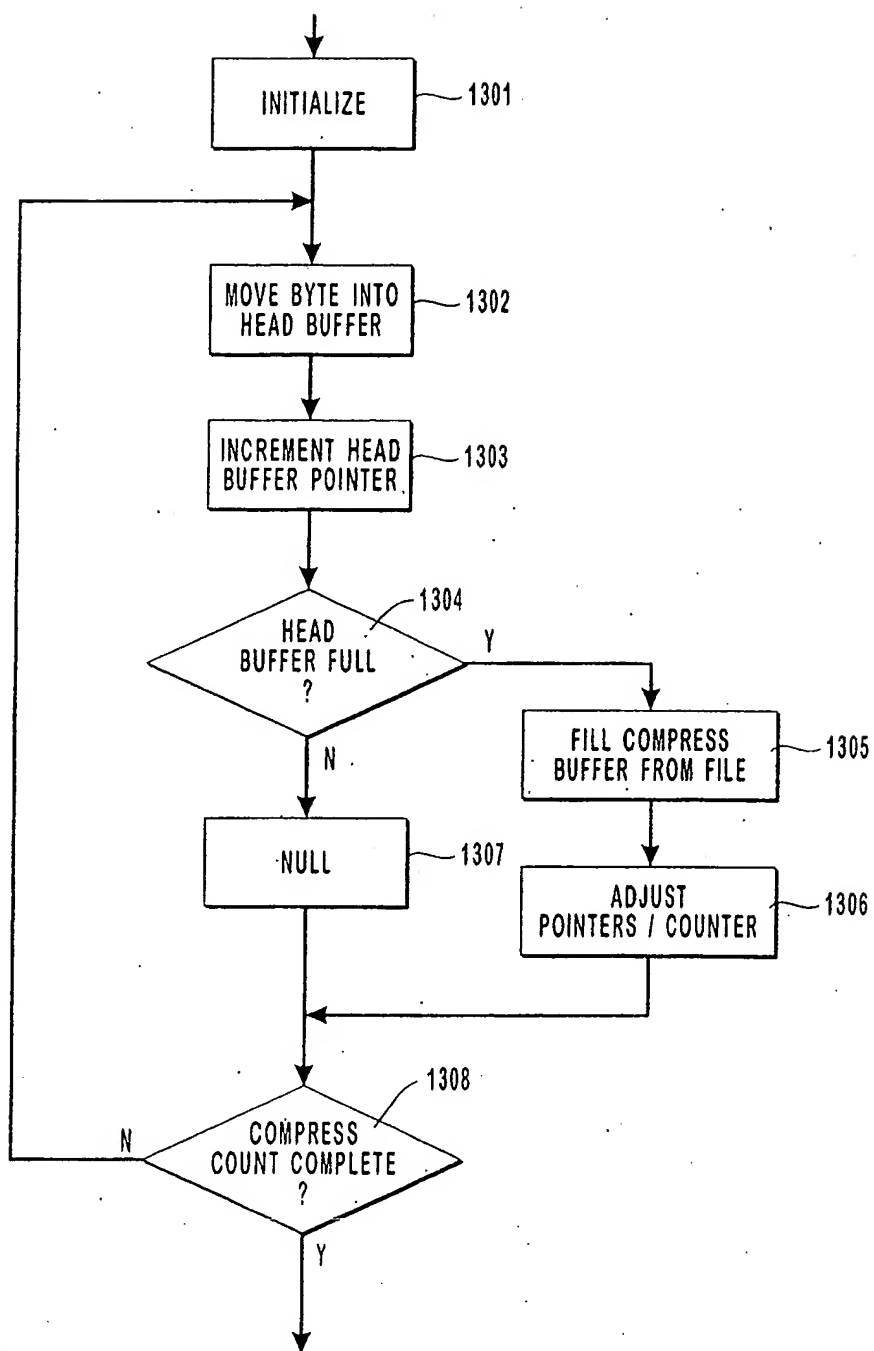 INITIALIZE
1301
MOVE BYTE INTO
HEAD BUFFER
1302
INCREMENT HEAD
BUFFER POINTER
1303
1304
HEAD
BUFFER FULL
?
Y
N
FILL COMPRESS
BUFFER FROM FILE
1305
NULL
1307
ADJUST
POINTERS / COUNTER
1306
1308
COMPRESS
COUNT COMPLETE
?
N
Y